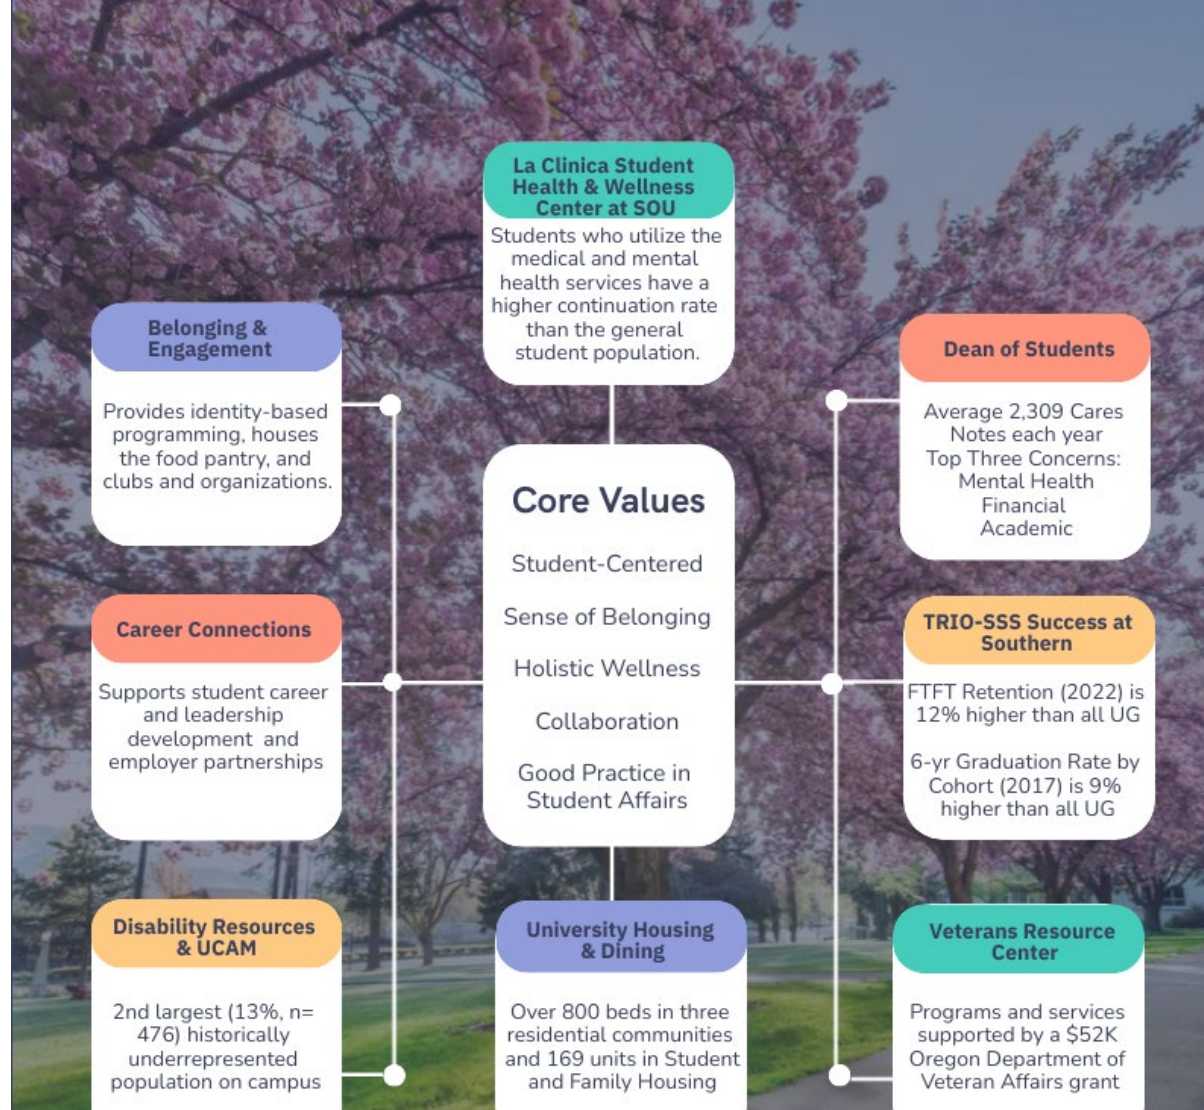 La Clinica Student
Health & Wellness
Center at SOU
Students who utilize the
medical and mental
health services have a
higher continuation rate
than the general
student population.
Belonging &
Engagement
Provides identity-based
programming, houses
the food pantry, and
clubs and organizations.
Dean of Students
Average 2,309 Cares
Notes each year
Top Three Concerns:
Mental Health
Financial
Academic
Core Values
Student-Centered
Sense of Belonging
Holistic Wellness
Collaboration
Good Practice in
Student Affairs
Career Connections
Supports student career
and leadership
development and
employer partnerships
TRIO-SSS Success at
Southern
FTFT Retention (2022) is
12% higher than all UG
6-yr Graduation Rate by
Cohort (2017) is 9%
higher than all UG
Disability Resources
& UCAM
2nd largest (13%, n=
476) historically
underrepresented
population on campus
University Housing
& Dining
Over 800 beds in three
residential communities
and 169 units in Student
and Family Housing
Veterans Resource
Center
Programs and services
supported by a $52K
Oregon Department of
Veteran Affairs grant